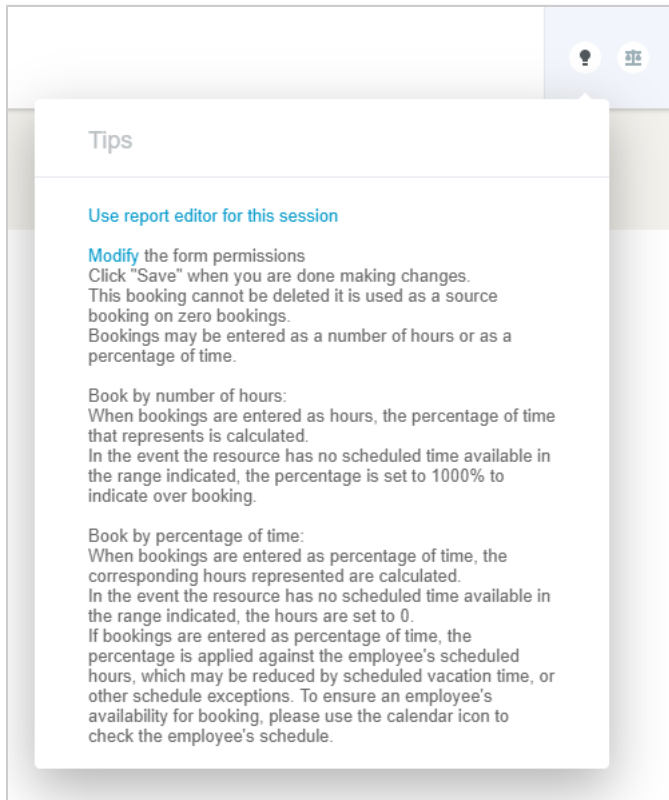 Tips
Use report editor for this session
Modify the form permissions
Click "Save" when you are done making changes.
This booking cannot be deleted it is used as a source
booking on zero bookings.
Bookings may be entered as a number of hours or as a
percentage of time.
Book by number of hours:
When bookings are entered as hours, the percentage of time
that represents is calculated.
In the event the resource has no scheduled time available in
the range indicated, the percentage is set to 1000% to
indicate over booking.
Book by percentage of time:
When bookings are entered as percentage of time, the
corresponding hours represented are calculated.
In the event the resource has no scheduled time available in
the range indicated, the hours are set to 0.
If bookings are entered as percentage of time, the
percentage is applied against the employee's scheduled
hours, which may be reduced by scheduled vacation time, or
other schedule exceptions. To ensure an employee's
availability for booking, please use the calendar icon to
check the employee's schedule.